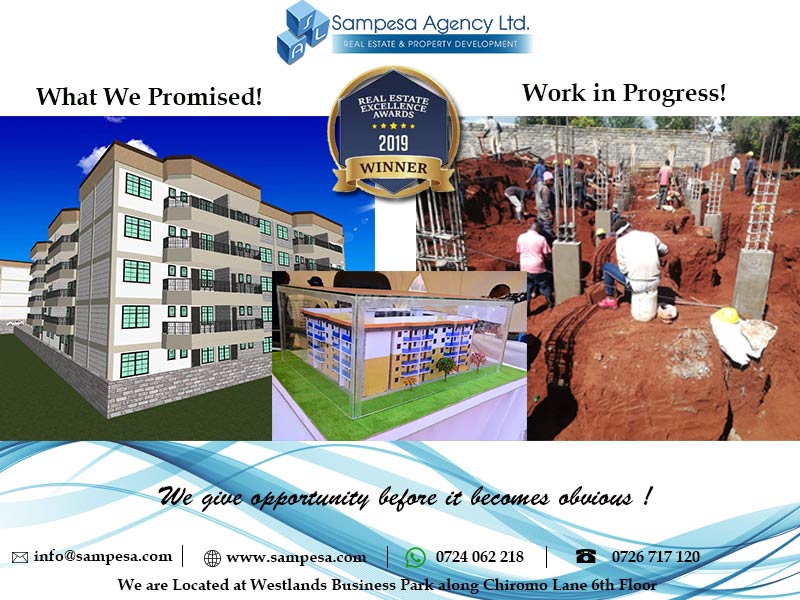 SAL
Sampesa Agency Ltd.
REAL ESTATE & PROPERTY DEVELOPMENT
What We Promised!
Work in Progress!
REAL ESTATE
EXCELLENCE
AWARDS
2019
WINNER
We give opportunity before it becomes obvious !
info@sampesa.com
www.sampesa.com
0724 062 218
0726 717 120
We are Located at Westlands Business Park along Chiromo Lane 6th Floor